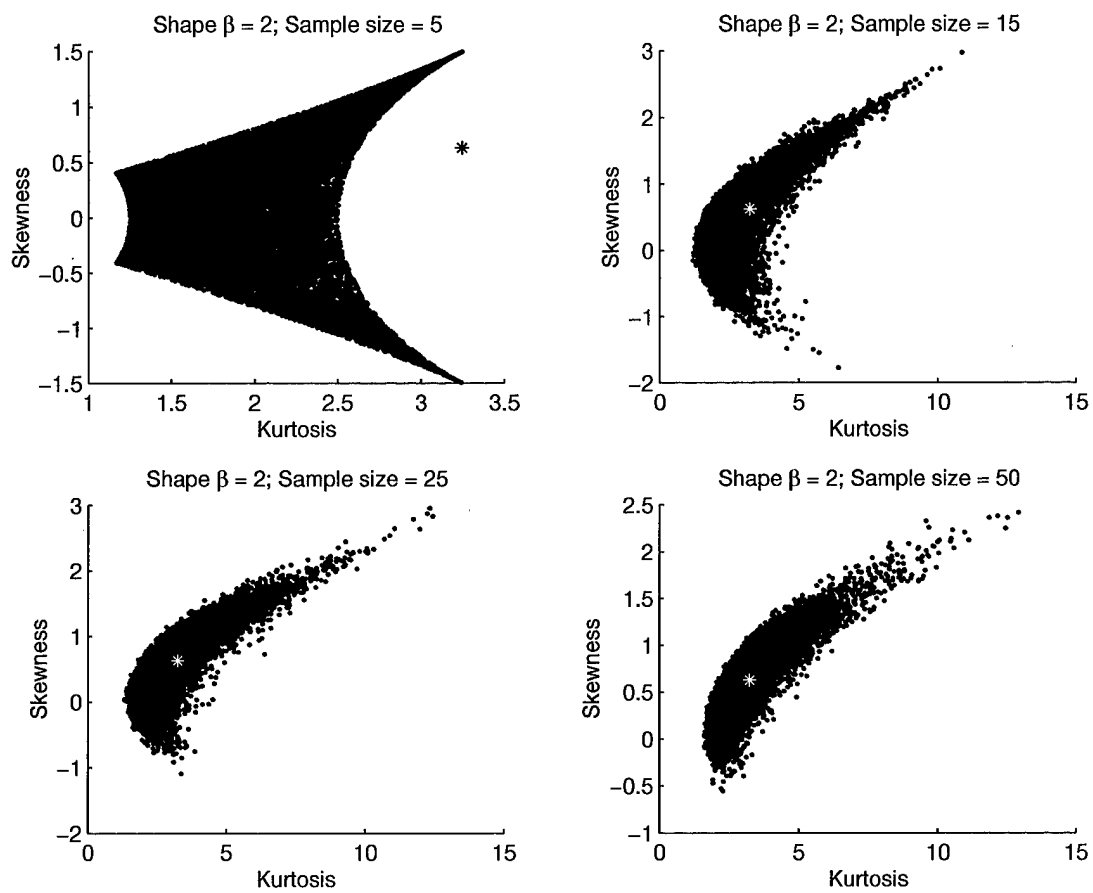 Shape β = 2; Sample size = 5
1.5
1
0.5
0
−0.5
−1
−1.5
Skewness
1 1.5 2 2.5 3 3.5
Kurtosis
Shape β = 2; Sample size = 15
3
2
1
0
−1
−2
Skewness
0 5 10 15
Kurtosis
Shape β = 2; Sample size = 25
3
2
1
0
−1
−2
Skewness
0 5 10 15
Kurtosis
Shape β = 2; Sample size = 50
2.5
2
1.5
1
0.5
0
−0.5
−1
Skewness
0 5 10 15
Kurtosis